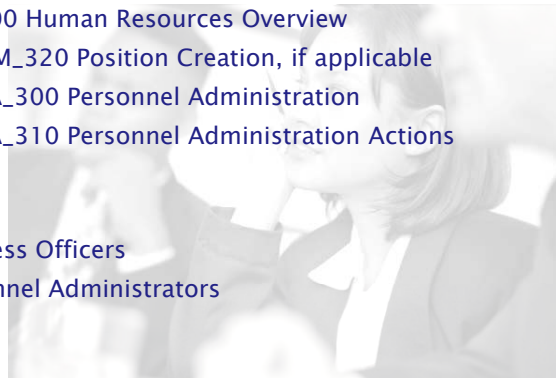 00 Human Resources Overview
M_320 Position Creation, if applicable
_300 Personnel Administration
_310 Personnel Administration Actions
ess Officers
nnel Administrators